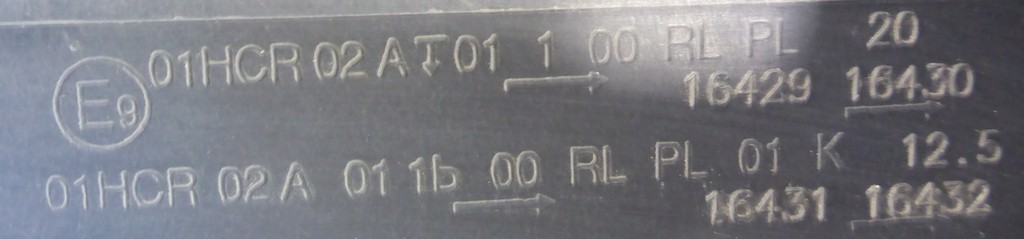 01HCR 02 A ↧ 01 1 00 RL PL 20
E9 16429 16430
01HCR 02 A 01 1b 00 RL PL 01 K 12.5
16431 16432